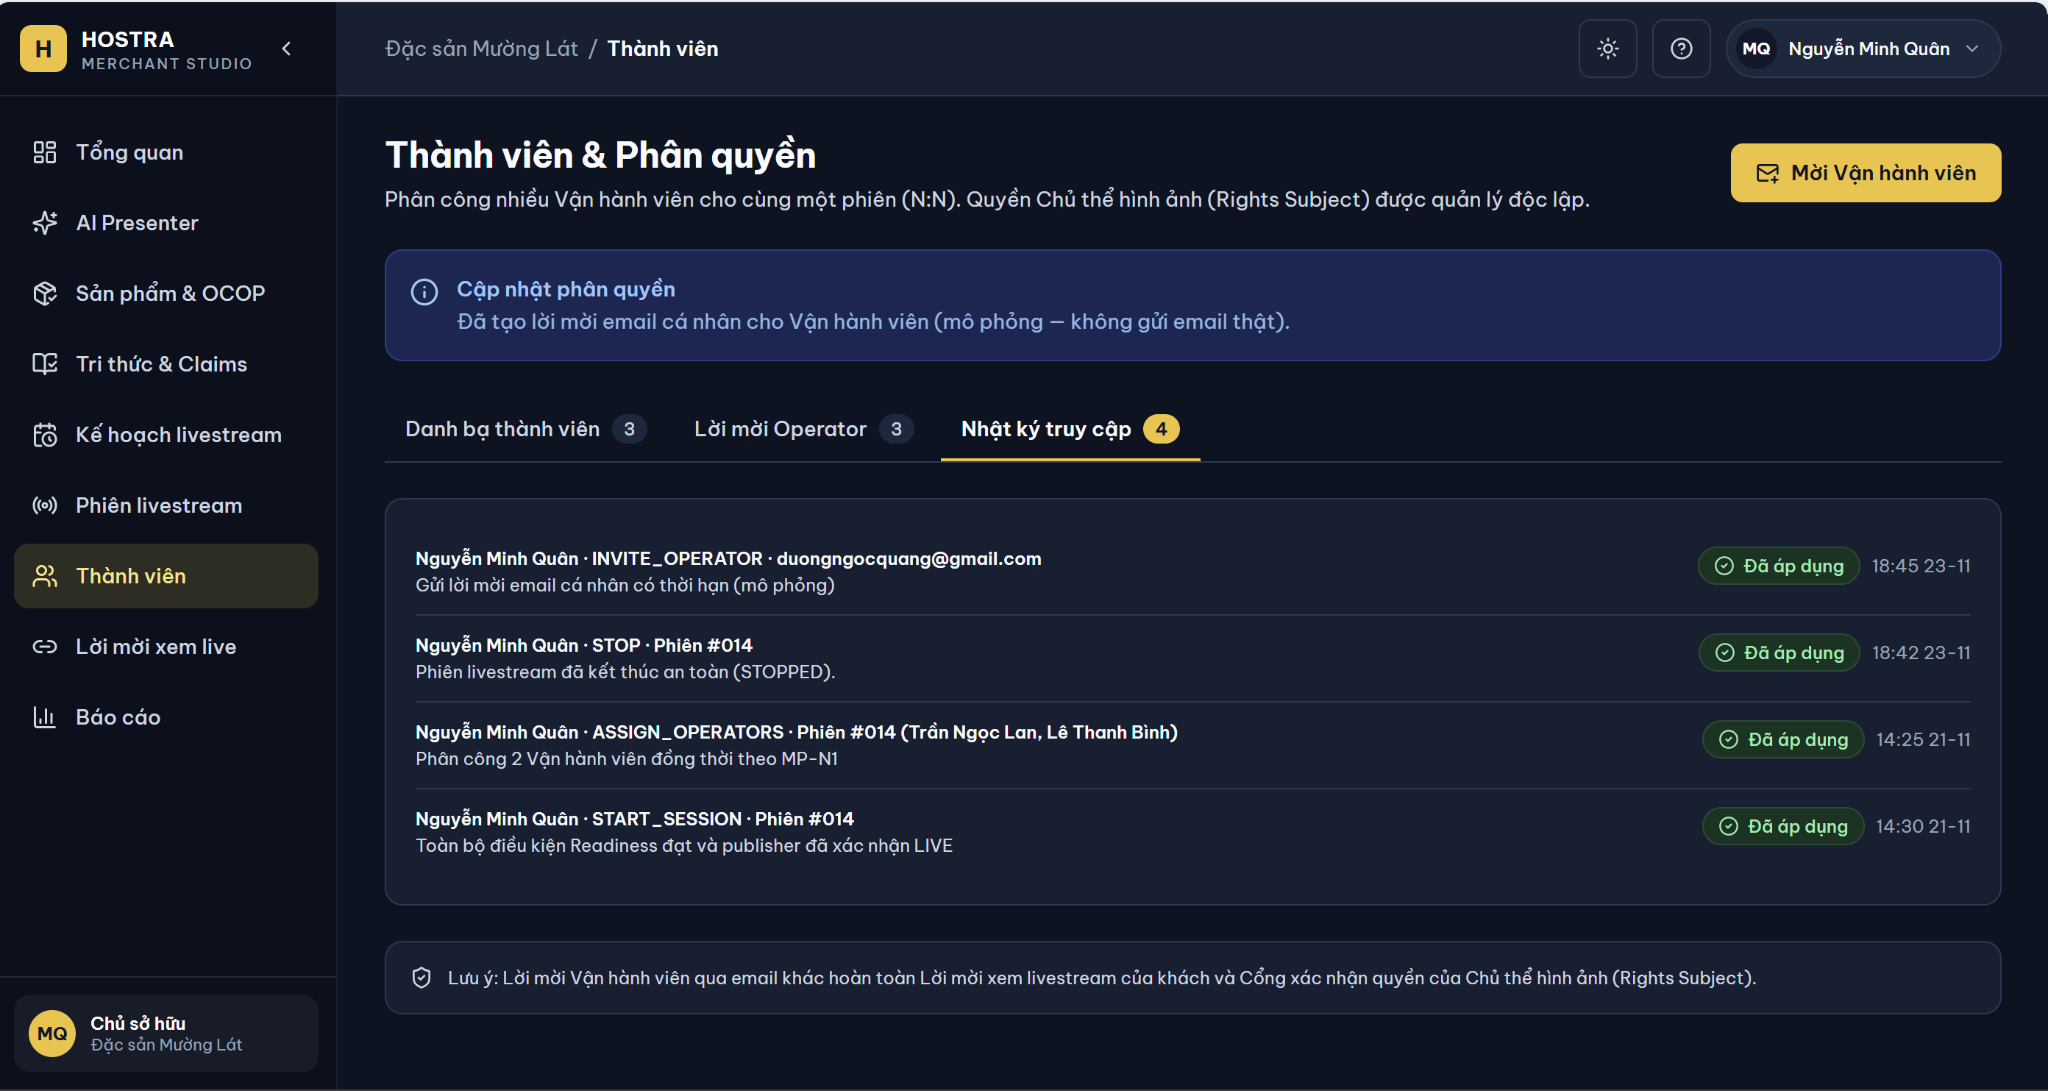 H
HOSTRA
MERCHANT STUDIO
Đặc sản Mường Lát / Thành viên
MQ Nguyễn Minh Quân
Tổng quan
AI Presenter
Sản phẩm & OCOP
Tri thức & Claims
Kế hoạch livestream
Phiên livestream
Thành viên
Lời mời xem live
Báo cáo
MQ
Chủ sở hữu
Đặc sản Mường Lát
Thành viên & Phân quyền
Phân công nhiều Vận hành viên cho cùng một phiên (N:N). Quyền Chủ thể hình ảnh (Rights Subject) được quản lý độc lập.
Mời Vận hành viên
Cập nhật phân quyền
Đã tạo lời mời email cá nhân cho Vận hành viên (mô phỏng — không gửi email thật).
Danh bạ thành viên 3
Lời mời Operator 3
Nhật ký truy cập 4
Nguyễn Minh Quân · INVITE_OPERATOR · duongngocquang@gmail.com
Gửi lời mời email cá nhân có thời hạn (mô phỏng)
Đã áp dụng 18:45 23-11
Nguyễn Minh Quân · STOP · Phiên #014
Phiên livestream đã kết thúc an toàn (STOPPED).
Đã áp dụng 18:42 23-11
Nguyễn Minh Quân · ASSIGN_OPERATORS · Phiên #014 (Trần Ngọc Lan, Lê Thanh Bình)
Phân công 2 Vận hành viên đồng thời theo MP-N1
Đã áp dụng 14:25 21-11
Nguyễn Minh Quân · START_SESSION · Phiên #014
Toàn bộ điều kiện Readiness đạt và publisher đã xác nhận LIVE
Đã áp dụng 14:30 21-11
Lưu ý: Lời mời Vận hành viên qua email khác hoàn toàn Lời mời xem livestream của khách và Cổng xác nhận quyền của Chủ thể hình ảnh (Rights Subject).